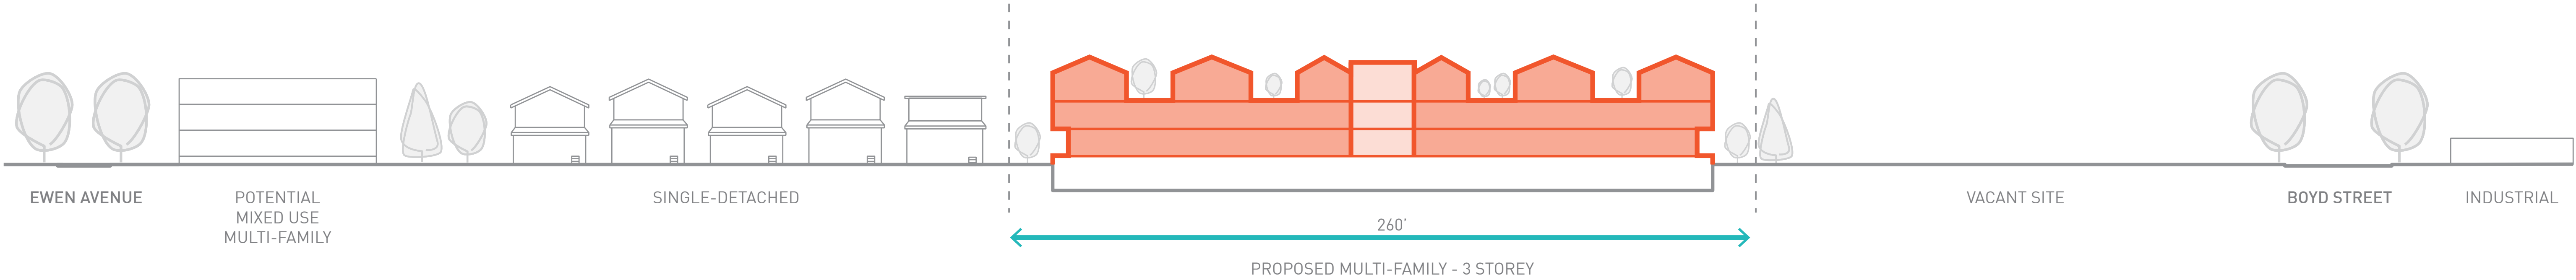 EWEN AVENUE
POTENTIAL
MIXED USE
MULTI-FAMILY
SINGLE-DETACHED
260'
PROPOSED MULTI-FAMILY - 3 STOREY
VACANT SITE
BOYD STREET
INDUSTRIAL